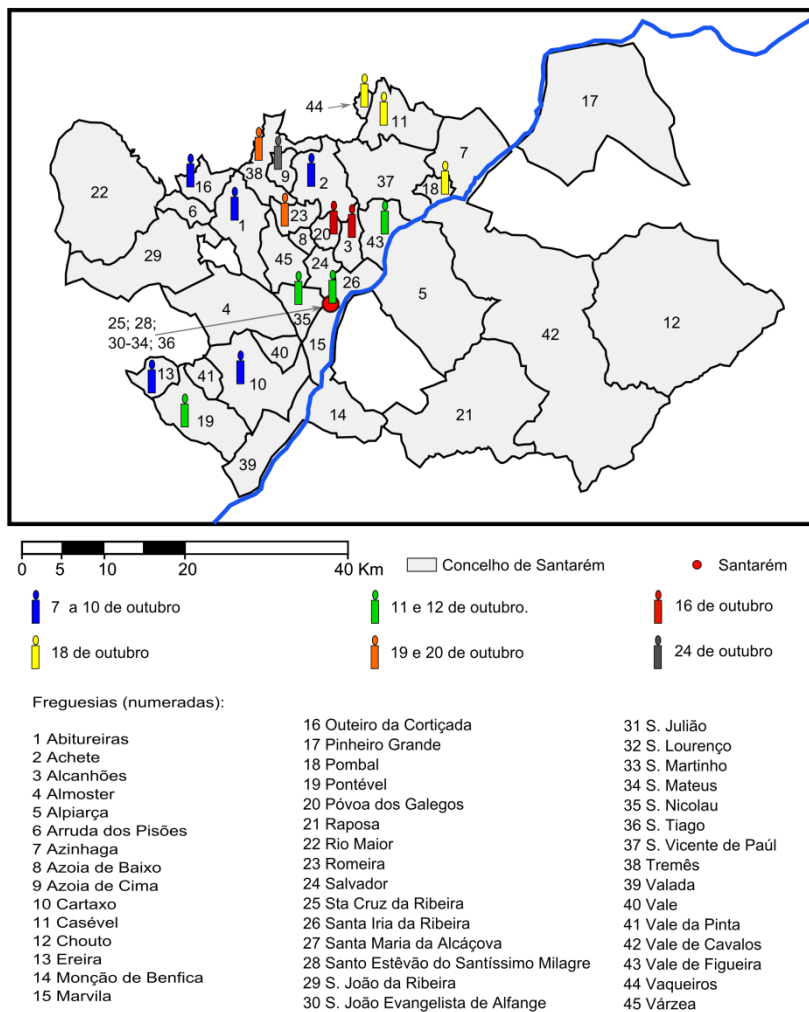 44
11
17
7
22
16
38
9
2
37
18
6
1
23
8
20
3
43
29
45
24
26
5
4
42
12
25; 28;
30-34; 36
35
15
40
13
41
10
19
14
21
39
0 5 10 20 40 Km
Concelho de Santarém
Santarém
7 a 10 de outubro
11 e 12 de outubro.
16 de outubro
18 de outubro
19 e 20 de outubro
24 de outubro
Freguesias (numeradas):
1 Abitureiras
2 Achete
3 Alcanhões
4 Almoster
5 Alpiarça
6 Arruda dos Pisões
7 Azinhaga
8 Azoia de Baixo
9 Azoia de Cima
10 Cartaxo
11 Casével
12 Chouto
13 Ereira
14 Monção de Benfica
15 Marvila
16 Outeiro da Cortiçada
17 Pinheiro Grande
18 Pombal
19 Pontével
20 Póvoa dos Galegos
21 Raposa
22 Rio Maior
23 Romeira
24 Salvador
25 Sta Cruz da Ribeira
26 Santa Iria da Ribeira
27 Santa Maria da Alcáçova
28 Santo Estêvão do Santíssimo Milagre
29 S. João da Ribeira
30 S. João Evangelista de Alfange
31 S. Julião
32 S. Lourenço
33 S. Martinho
34 S. Mateus
35 S. Nicolau
36 S. Tiago
37 S. Vicente de Paúl
38 Tremês
39 Valada
40 Vale
41 Vale da Pinta
42 Vale de Cavalos
43 Vale de Figueira
44 Vaqueiros
45 Várzea